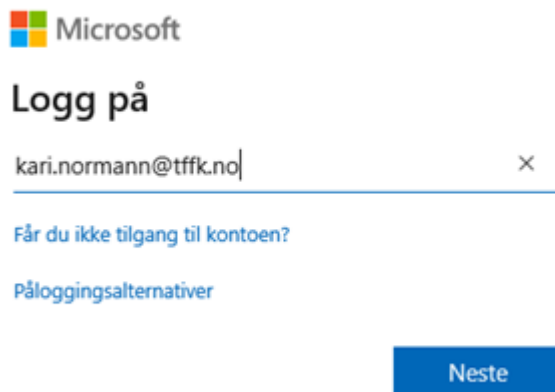 Microsoft
Logg på
kari.normann@tffk.no
Får du ikke tilgang til kontoen?
Påloggingsalternativer
Neste